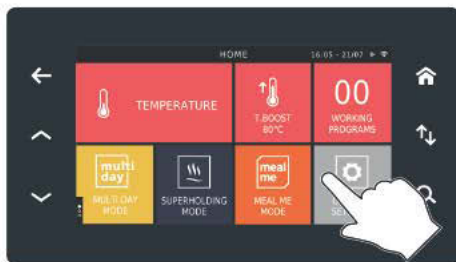 HOME
16:05 - 21/07
TEMPERATURE
T.BOOST
80°C
00
WORKING
PROGRAMS
multi
day
MULTI DAY
MODE
SUPERHOLDING
MODE
meal
me
MEAL ME
MODE